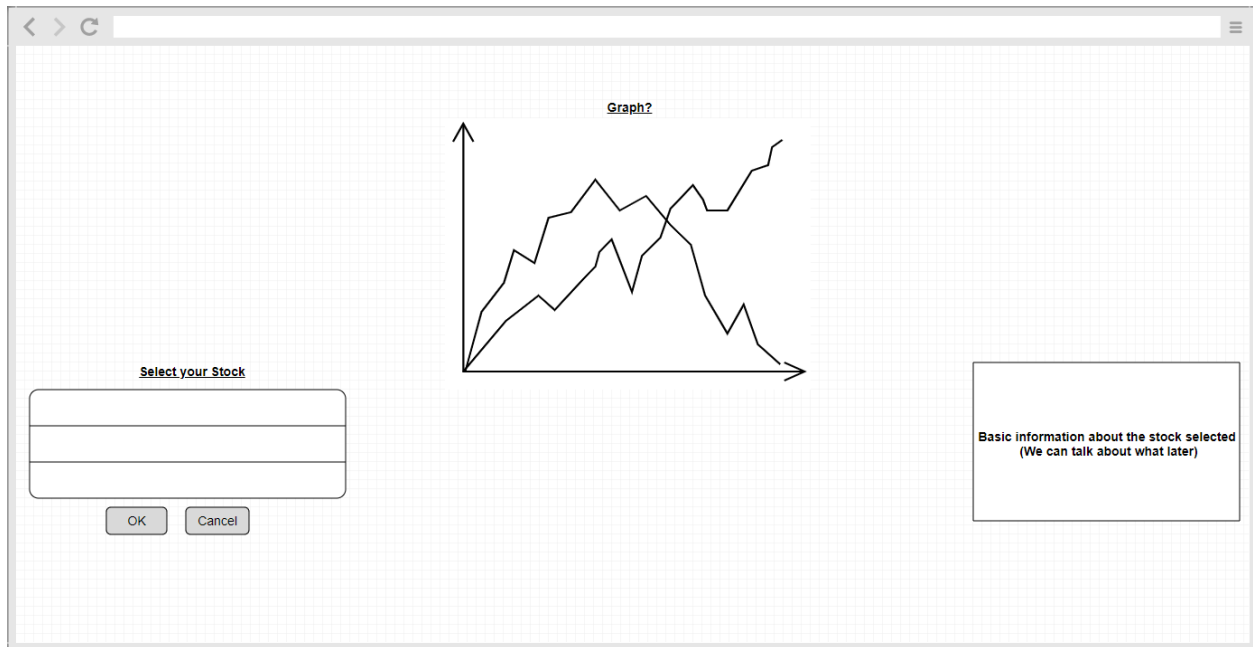 Graph?
Select your Stock
OK
Cancel
Basic information about the stock selected
(We can talk about what later)